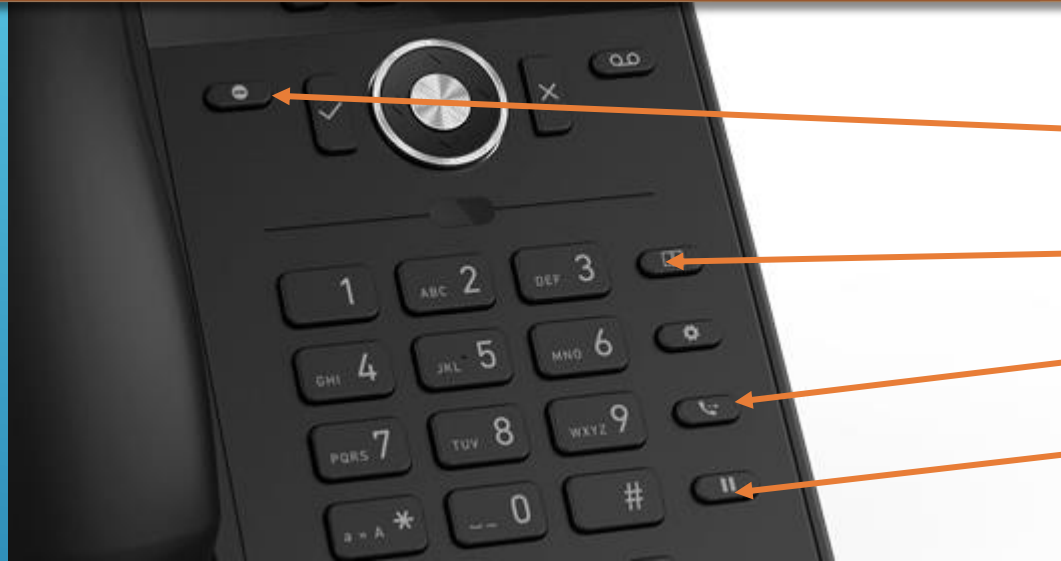 1
ABC 2
DEF 3
GHI 4
JKL 5
MNO 6
PQRS 7
TUV 8
WXYZ 9
a ⇄ A *
0
#